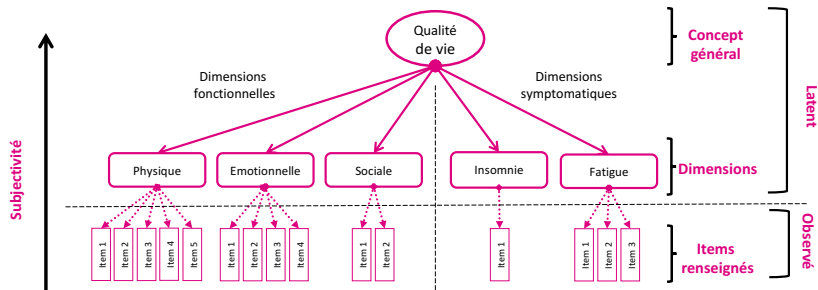 Qualité
de vie
Concept
général
Dimensions
fonctionnelles
Dimensions
symptomatiques
Latent
Subjectivité
Physique
Emotionnelle
Sociale
Insomnie
Fatigue
Dimensions
Item 1
Item 2
Item 3
Item 4
Item 5
Item 1
Item 2
Item 3
Item 4
Item 1
Item 2
Item 1
Item 1
Item 2
Item 3
Items
renseignés
Observé